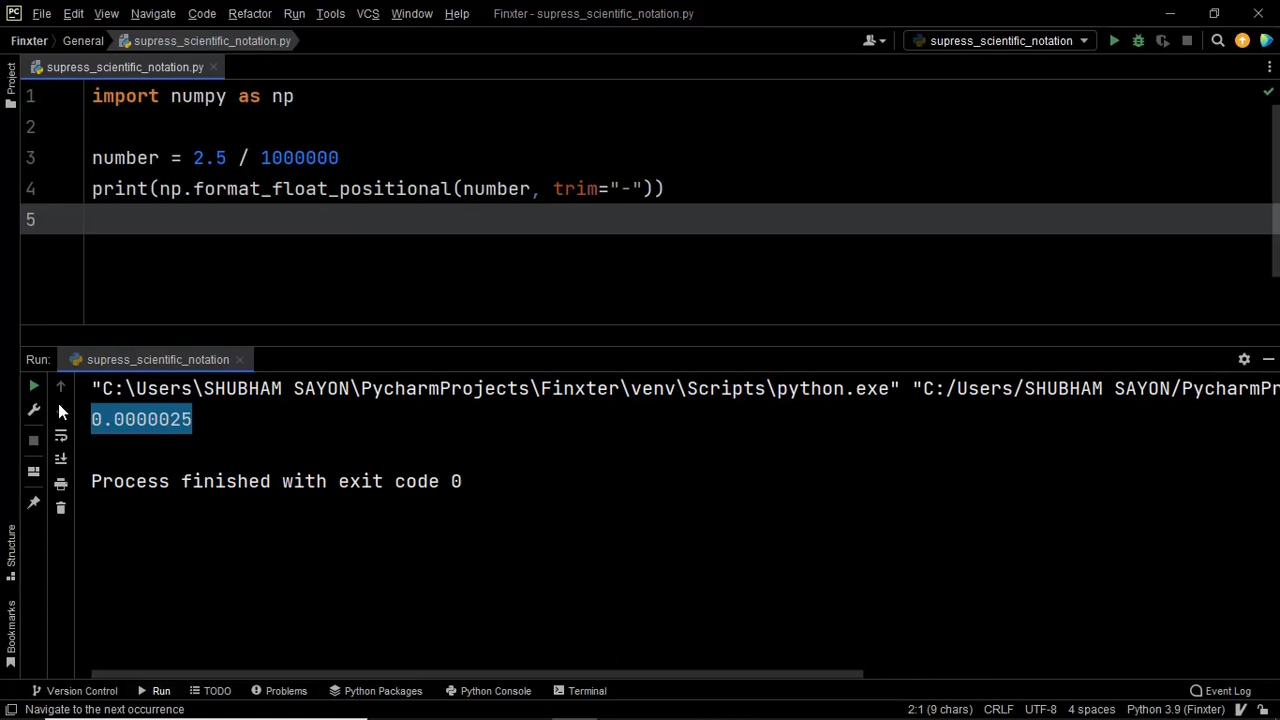 PC File Edit View Navigate Code Refactor Run Tools VCS Window Help Finxter - supress_scientific_notation.py
Finxter General supress_scientific_notation.py supress_scientific_notation
supress_scientific_notation.py
Project
1 import numpy as np
2
3 number = 2.5 / 1000000
4 print(np.format_float_positional(number, trim="-"))
5
Run: supress_scientific_notation
"C:\Users\SHUBHAM SAYON\PycharmProjects\Finxter\venv\Scripts\python.exe" "C:/Users/SHUBHAM SAYON/PycharmPr
0.0000025
Process finished with exit code 0
Structure
Bookmarks
Version Control Run TODO Problems Python Packages Python Console Terminal Event Log
Navigate to the next occurrence 2:1 (9 chars) CRLF UTF-8 4 spaces Python 3.9 (Finxter)